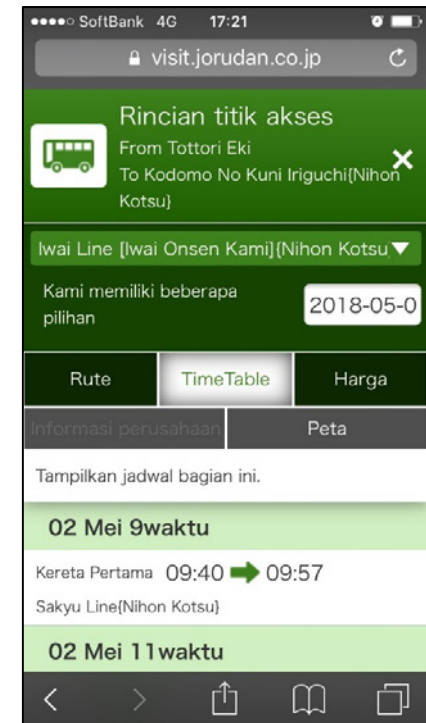 SoftBank 4G 17:21
visit.jorudan.co.jp
Rincian titik akses
From Tottori Eki
To Kodomo No Kuni Iriguchi{Nihon
Kotsu}
Iwai Line [Iwai Onsen Kami]{Nihon Kotsu
Kami memiliki beberapa
pilihan
2018-05-0
Rute TimeTable Harga
Informasi perusahaan Peta
Tampilkan jadwal bagian ini.
02 Mei 9waktu
Kereta Pertama 09:40 → 09:57
Sakyu Line{Nihon Kotsu}
02 Mei 11waktu